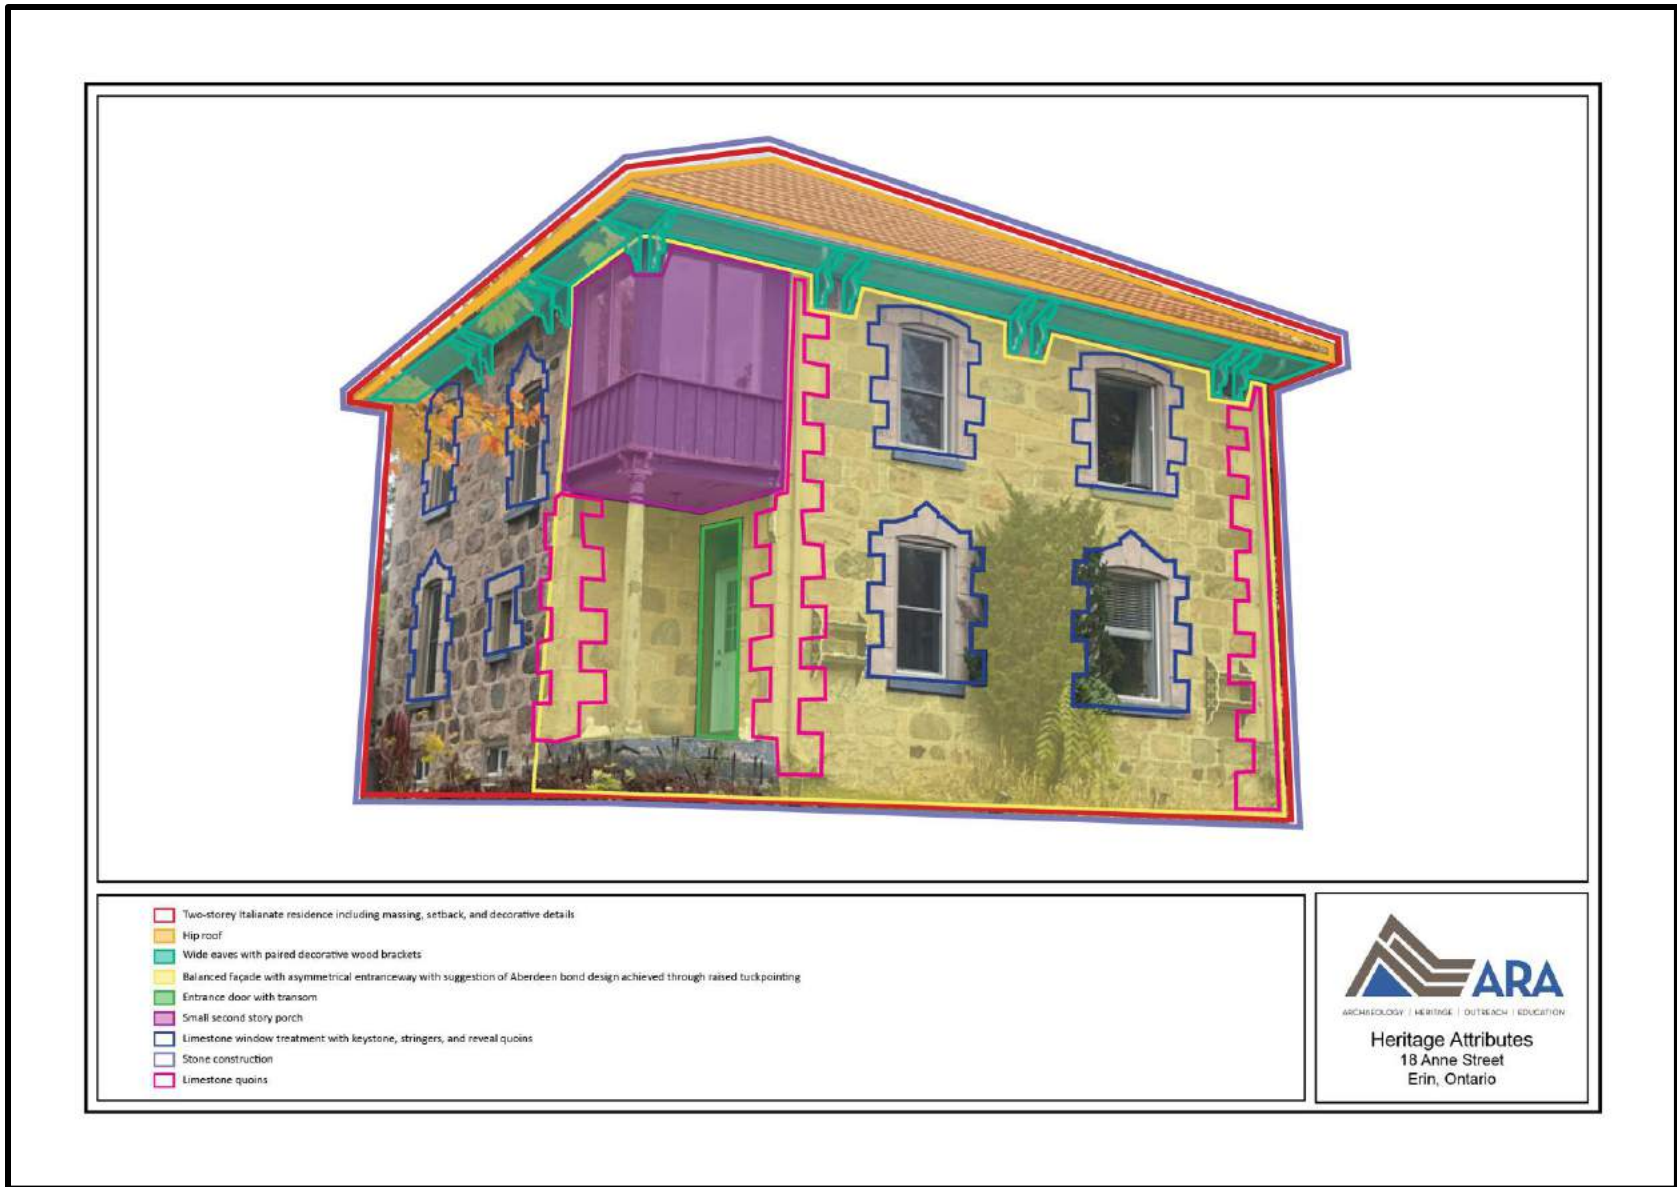 Two-storey Italianate residence including massing, setback, and decorative details
Hip roof
Wide eaves with paired decorative wood brackets
Balanced façade with asymmetrical entranceway with suggestion of Aberdeen bond design achieved through raised tuckpointing
Entrance door with transom
Small second story porch
Limestone window treatment with keystone, stringers, and reveal quoins
Stone construction
Limestone quoins
ARA
ARCHAEOLOGY | HERITAGE | OUTREACH | EDUCATION
Heritage Attributes
18 Anne Street
Erin, Ontario